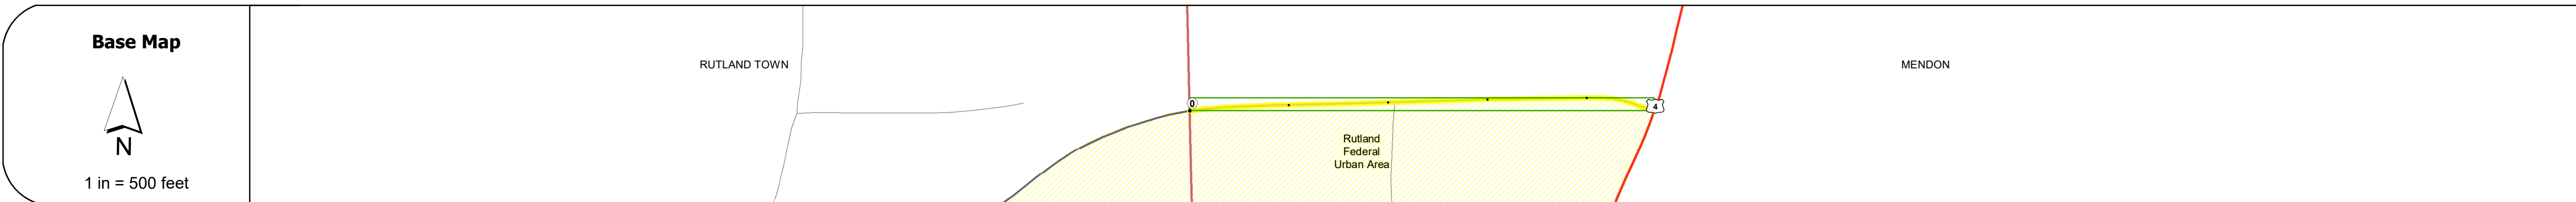 Base Map
N
1 in = 500 feet
RUTLAND TOWN
0
Rutland
Federal
Urban Area
4
MENDON